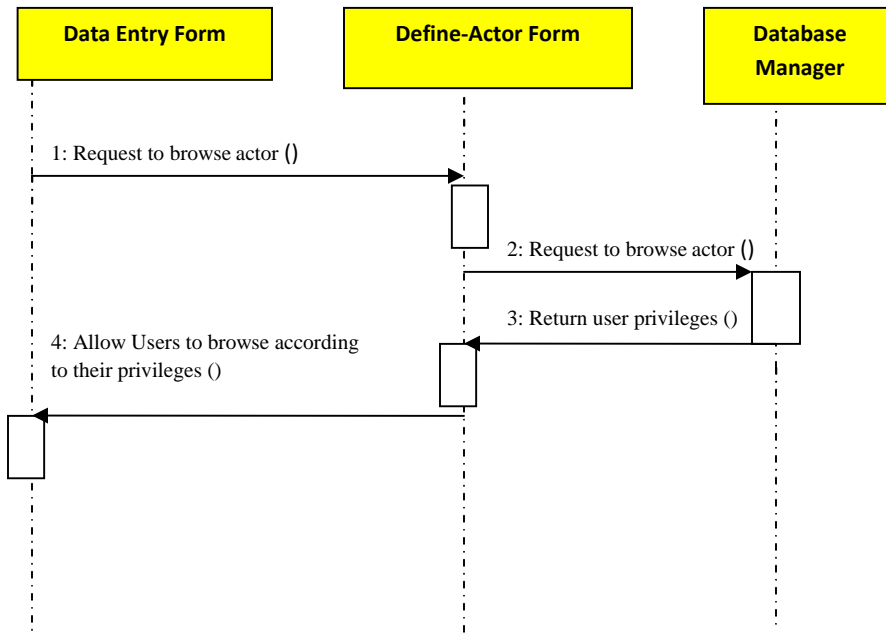 Data Entry Form
Define-Actor Form
Database
Manager
1: Request to browse actor ()
2: Request to browse actor ()
3: Return user privileges ()
4: Allow Users to browse according
to their privileges ()